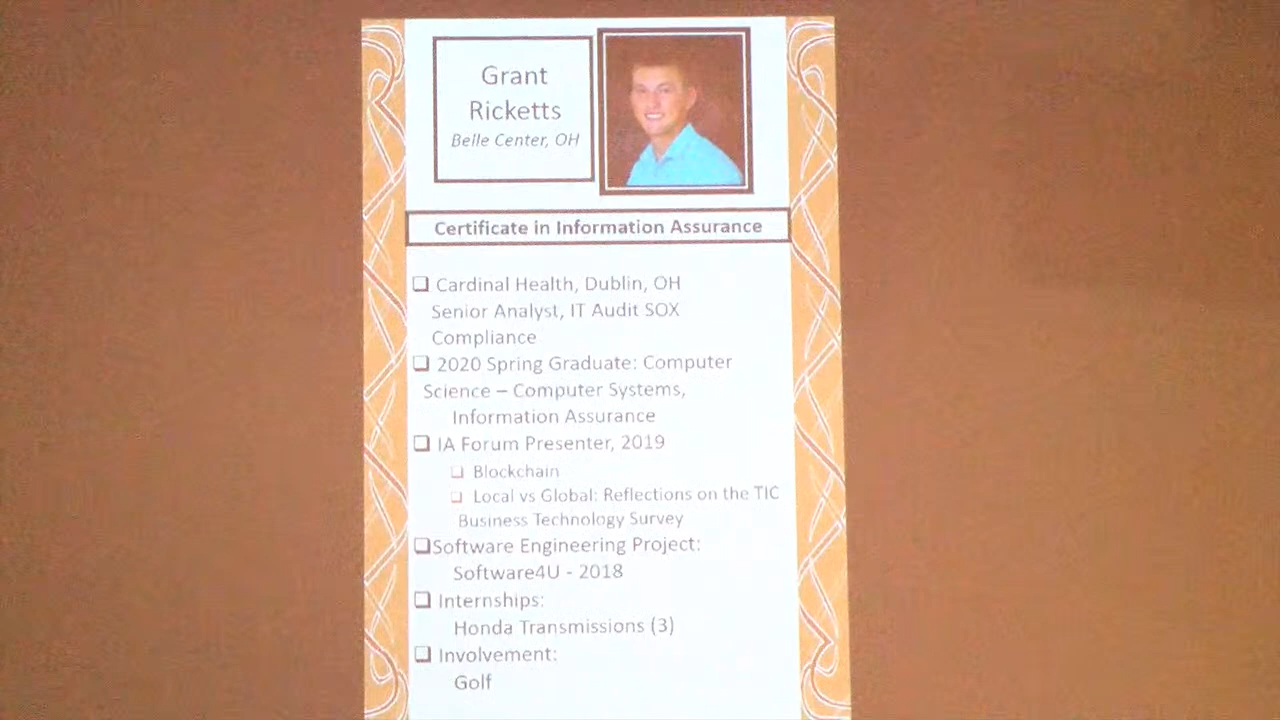 Grant
Ricketts
Belle Center, OH
Certificate in Information Assurance
❑ Cardinal Health, Dublin, OH
Senior Analyst, IT Audit SOX
Compliance
❑ 2020 Spring Graduate: Computer
Science – Computer Systems,
Information Assurance
❑ IA Forum Presenter, 2019
❑ Blockchain
❑ Local vs Global: Reflections on the TIC
Business Technology Survey
❑Software Engineering Project:
Software4U - 2018
❑ Internships:
Honda Transmissions (3)
❑ Involvement:
Golf